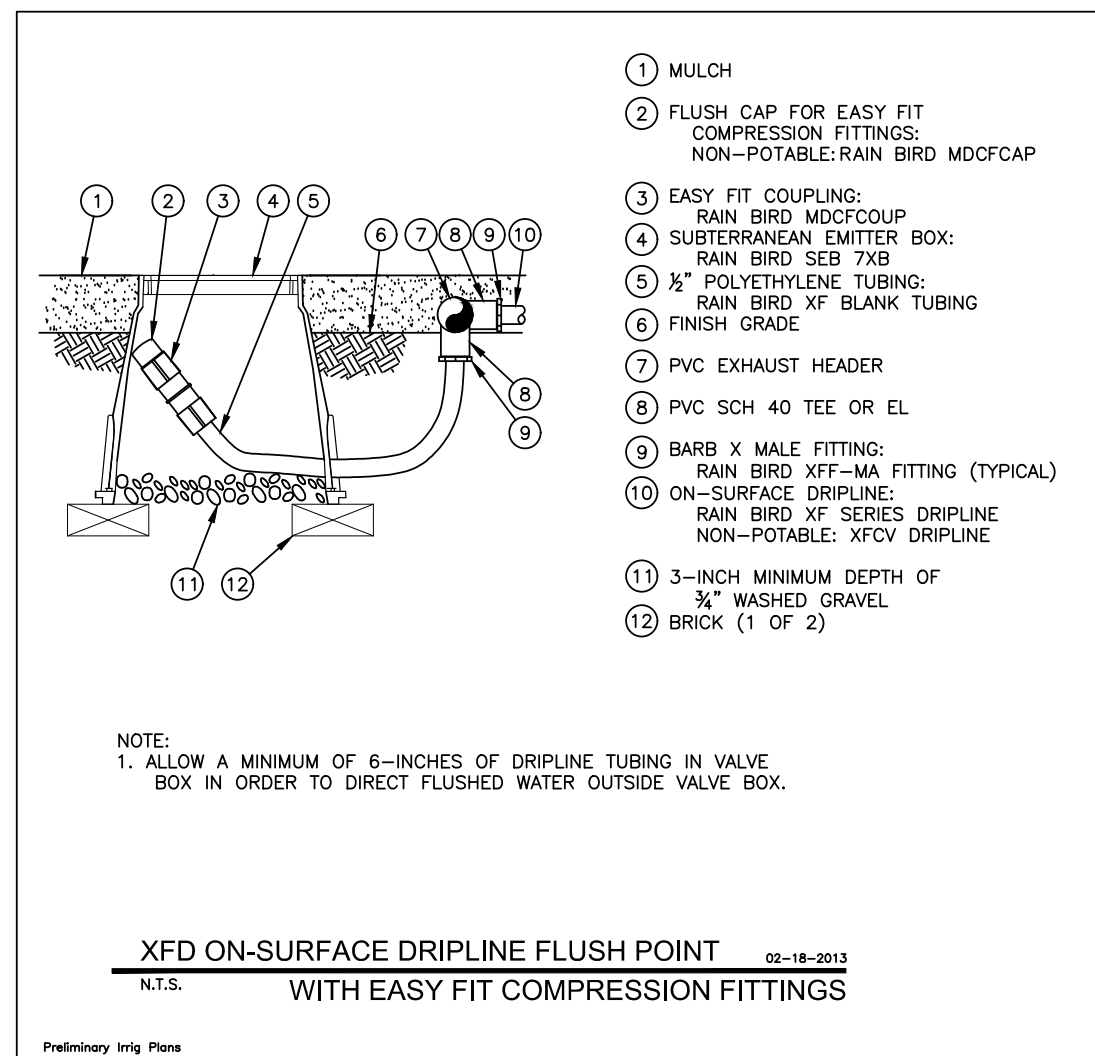 1 MULCH
2 FLUSH CAP FOR EASY FIT
COMPRESSION FITTINGS:
NON-POTABLE: RAIN BIRD MDCFCAP
3 EASY FIT COUPLING:
RAIN BIRD MDCFCOUP
4 SUBTERRANEAN EMITTER BOX:
RAIN BIRD SEB 7XB
5 ½" POLYETHYLENE TUBING:
RAIN BIRD XF BLANK TUBING
6 FINISH GRADE
7 PVC EXHAUST HEADER
8 PVC SCH 40 TEE OR EL
9 BARB X MALE FITTING:
RAIN BIRD XFF-MA FITTING (TYPICAL)
10 ON-SURFACE DRIPLINE:
RAIN BIRD XF SERIES DRIPLINE
NON-POTABLE: XFCV DRIPLINE
11 3-INCH MINIMUM DEPTH OF
¾" WASHED GRAVEL
12 BRICK (1 OF 2)
1 2 3 4 5
6 7 8 9 10
8
9
11 12
NOTE:
1. ALLOW A MINIMUM OF 6-INCHES OF DRIPLINE TUBING IN VALVE
BOX IN ORDER TO DIRECT FLUSHED WATER OUTSIDE VALVE BOX.
XFD ON-SURFACE DRIPLINE FLUSH POINT 02-18-2013
N.T.S. WITH EASY FIT COMPRESSION FITTINGS
Preliminary Irrig Plans